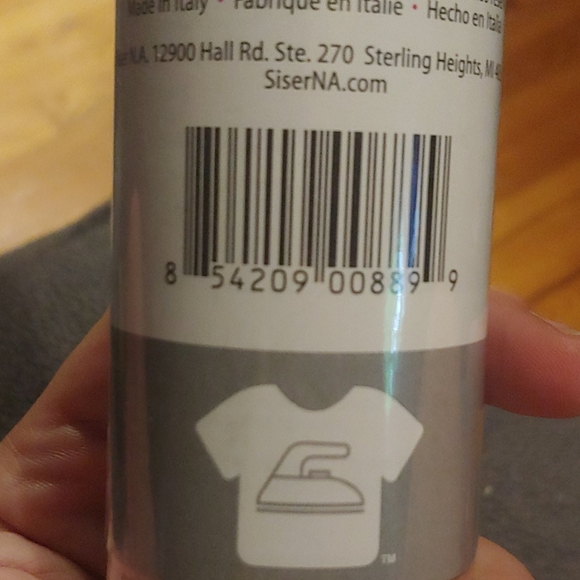 Made in Italy • Fabriqué en Italie • Hecho en Italia
N.A. 12900 Hall Rd. Ste. 270 Sterling Heights, MI
SiserNA.com
8 54209 00889 9
TM